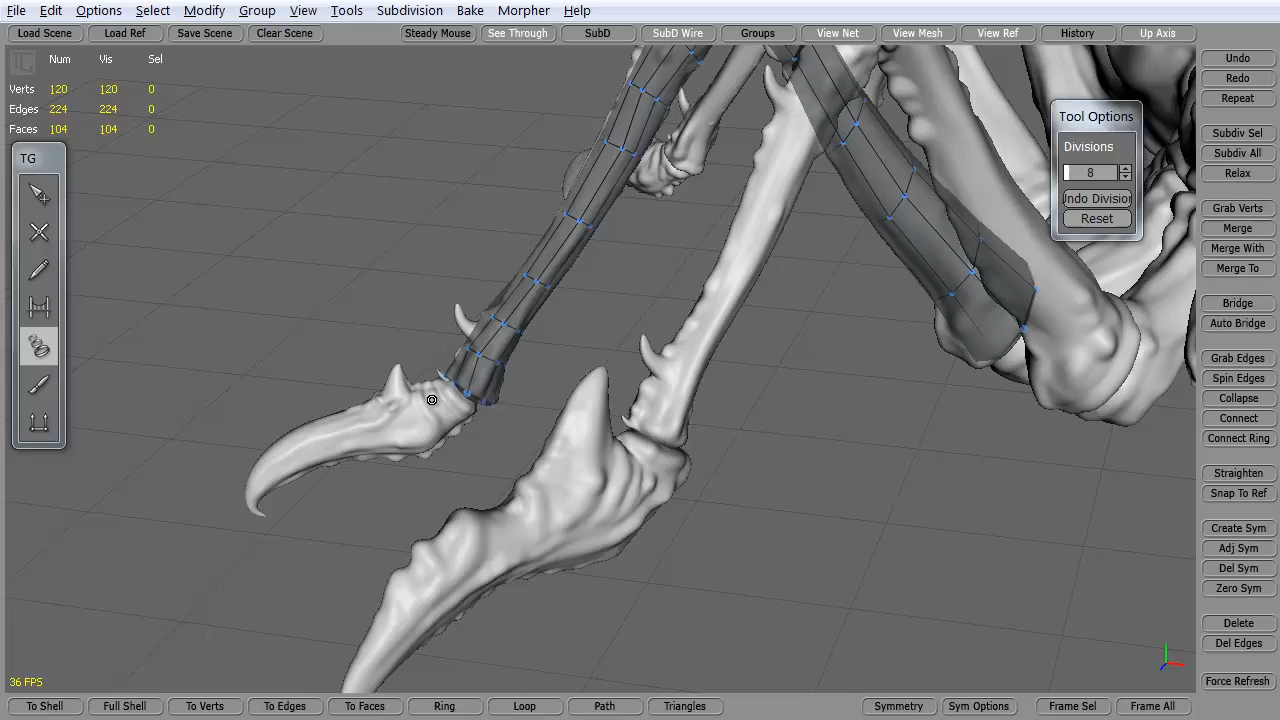 File Edit Options Select Modify Group View Tools Subdivision Bake Morpher Help
Load Scene Load Ref Save Scene Clear Scene Steady Mouse See Through SubD SubD Wire Groups View Net View Mesh View Ref History Up Axis
Num Vis Sel
Verts 120 120 0
Edges 224 224 0
Faces 104 104 0
TG
Tool Options
Divisions
8
Undo Division
Reset
Undo
Redo
Repeat
Subdiv Sel
Subdiv All
Relax
Grab Verts
Merge
Merge With
Merge To
Bridge
Auto Bridge
Grab Edges
Spin Edges
Collapse
Connect
Connect Ring
Straighten
Snap To Ref
Create Sym
Adj Sym
Del Sym
Zero Sym
Delete
Del Edges
Force Refresh
36 FPS
To Shell Full Shell To Verts To Edges To Faces Ring Loop Path Triangles Symmetry Sym Options Frame Sel Frame All